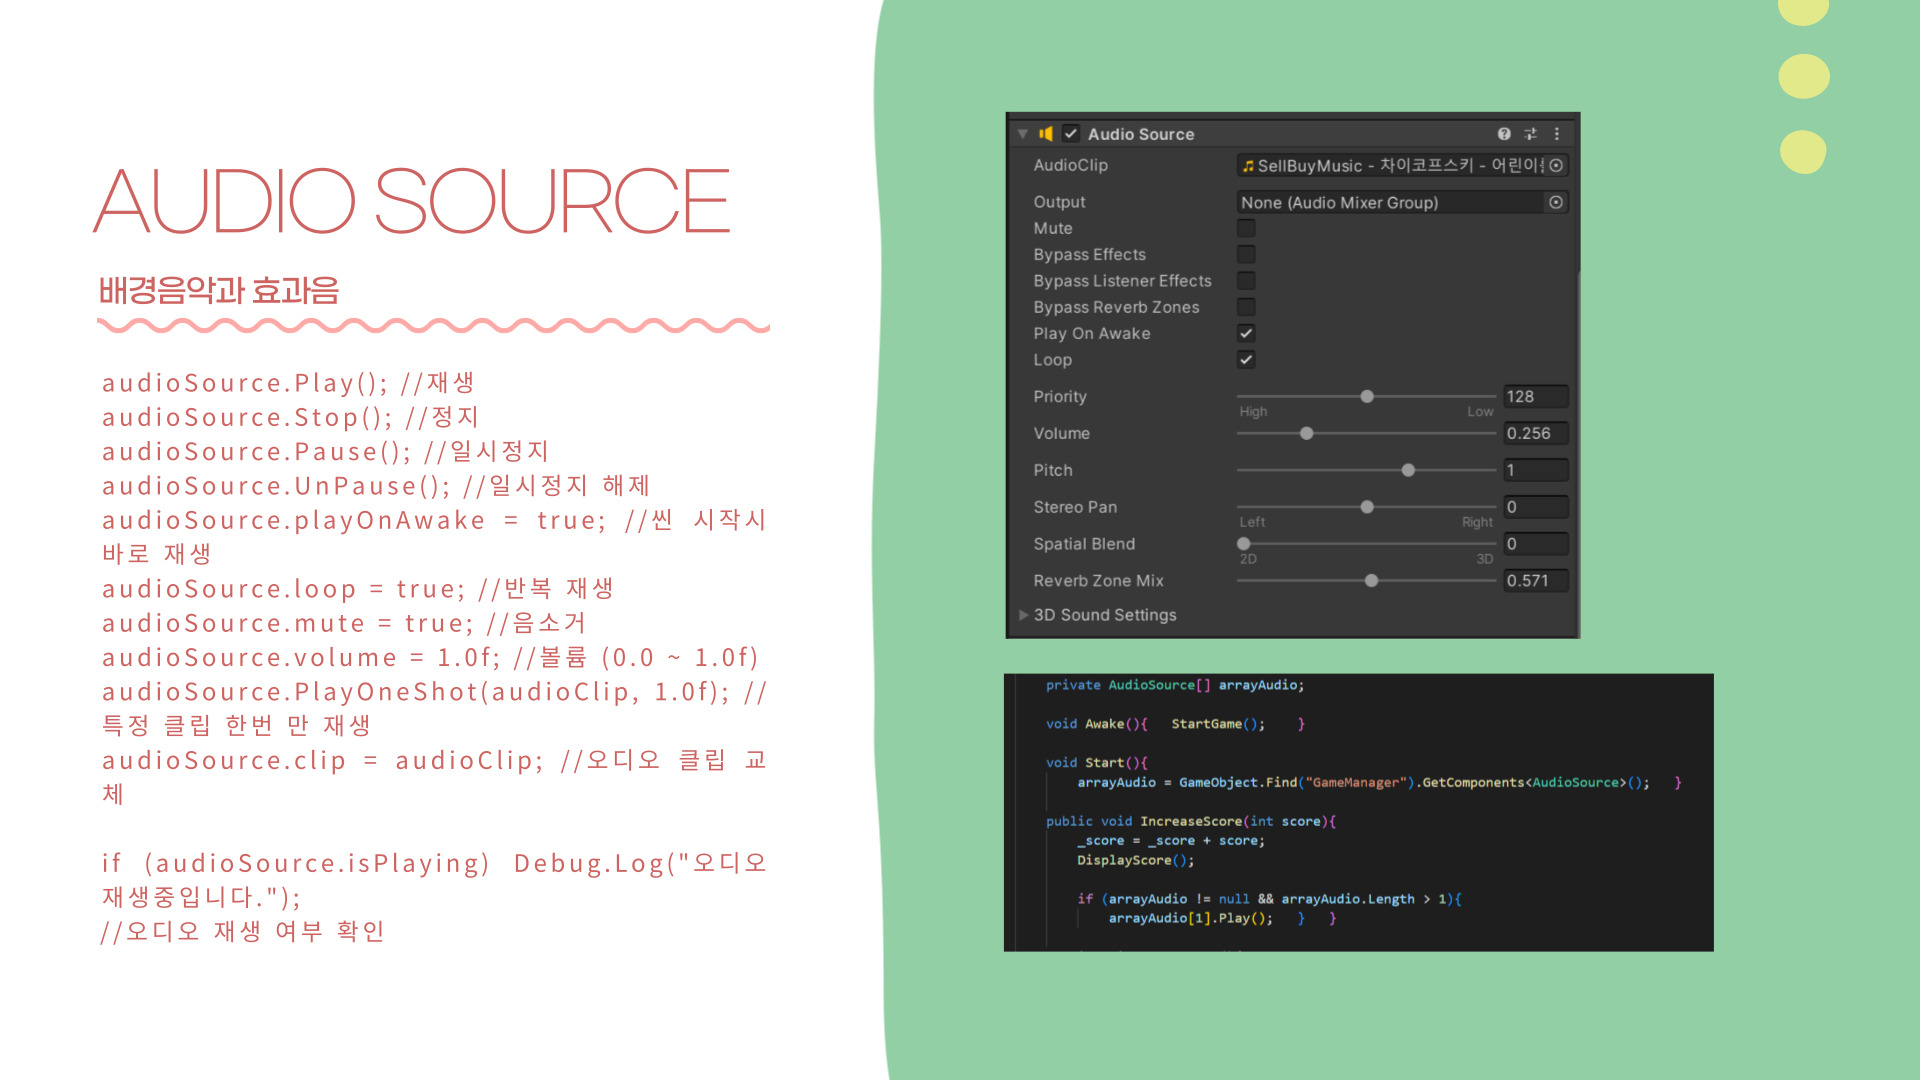 AUDIO SOURCE
배경음악과 효과음
audioSource.Play(); //재생
audioSource.Stop(); //정지
audioSource.Pause(); //일시정지
audioSource.UnPause(); //일시정지 해제
audioSource.playOnAwake = true; //씬 시작시
바로 재생
audioSource.loop = true; //반복 재생
audioSource.mute = true; //음소거
audioSource.volume = 1.0f; //볼륨 (0.0 ~ 1.0f)
audioSource.PlayOneShot(audioClip, 1.0f); //
특정 클립 한번 만 재생
audioSource.clip = audioClip; //오디오 클립 교
체
if (audioSource.isPlaying) Debug.Log("오디오
재생중입니다.");
//오디오 재생 여부 확인
Audio Source
AudioClip SellBuyMusic - 차이코프스키 - 어린이
Output None (Audio Mixer Group)
Mute
Bypass Effects
Bypass Listener Effects
Bypass Reverb Zones
Play On Awake
Loop
Priority 128
High Low
Volume 0.256
Pitch 1
Stereo Pan 0
Left Right
Spatial Blend 0
2D 3D
Reverb Zone Mix 0.571
3D Sound Settings
private AudioSource[] arrayAudio;
void Awake(){ StartGame(); }
void Start(){
arrayAudio = GameObject.Find("GameManager").GetComponents<AudioSource>(); }
public void IncreaseScore(int score){
_score = _score + score;
DisplayScore();
if (arrayAudio != null && arrayAudio.Length > 1){
arrayAudio[1].Play(); } }